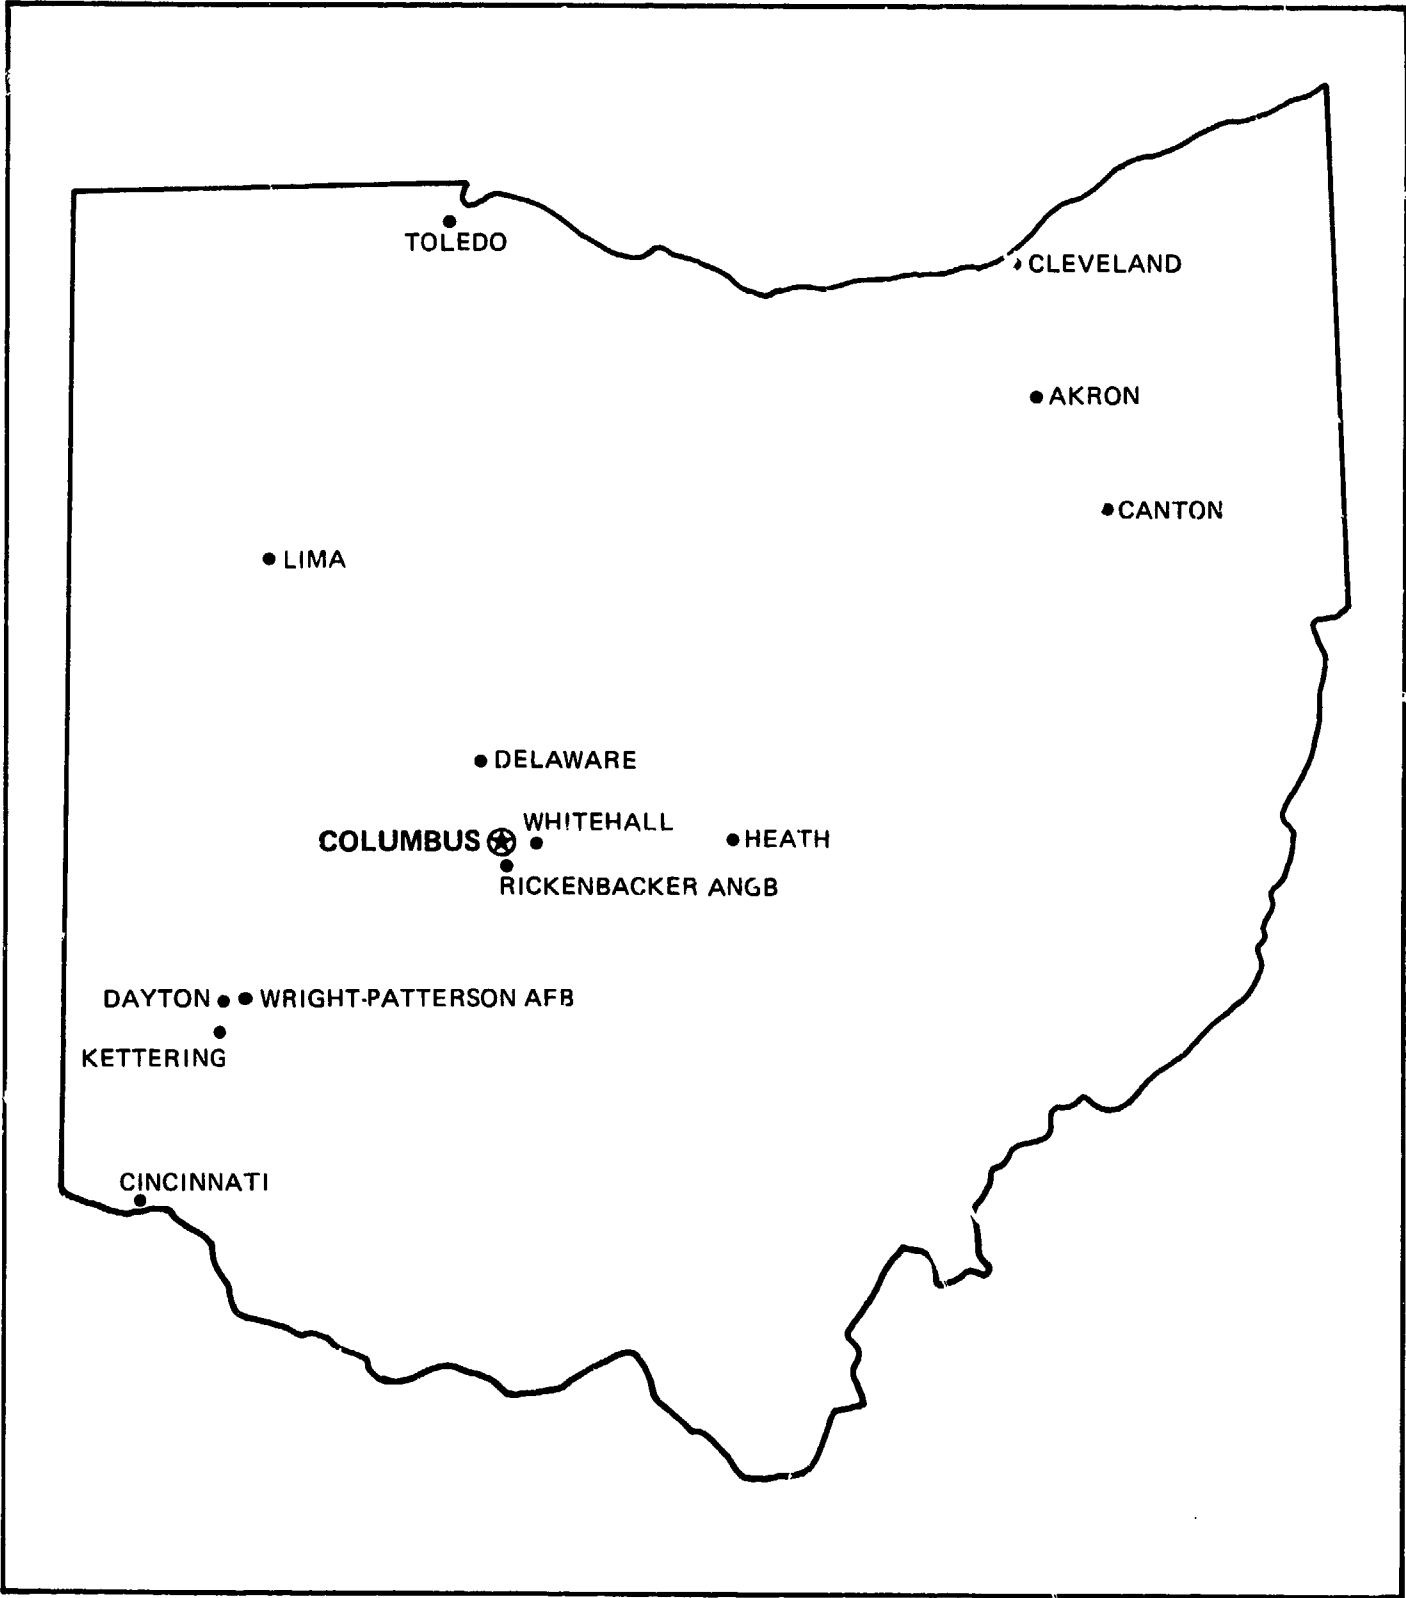 TOLEDO
CLEVELAND
AKRON
CANTON
LIMA
DELAWARE
WHITEHALL
COLUMBUS
HEATH
RICKENBACKER ANGB
DAYTON
WRIGHT-PATTERSON AFB
KETTERING
CINCINNATI